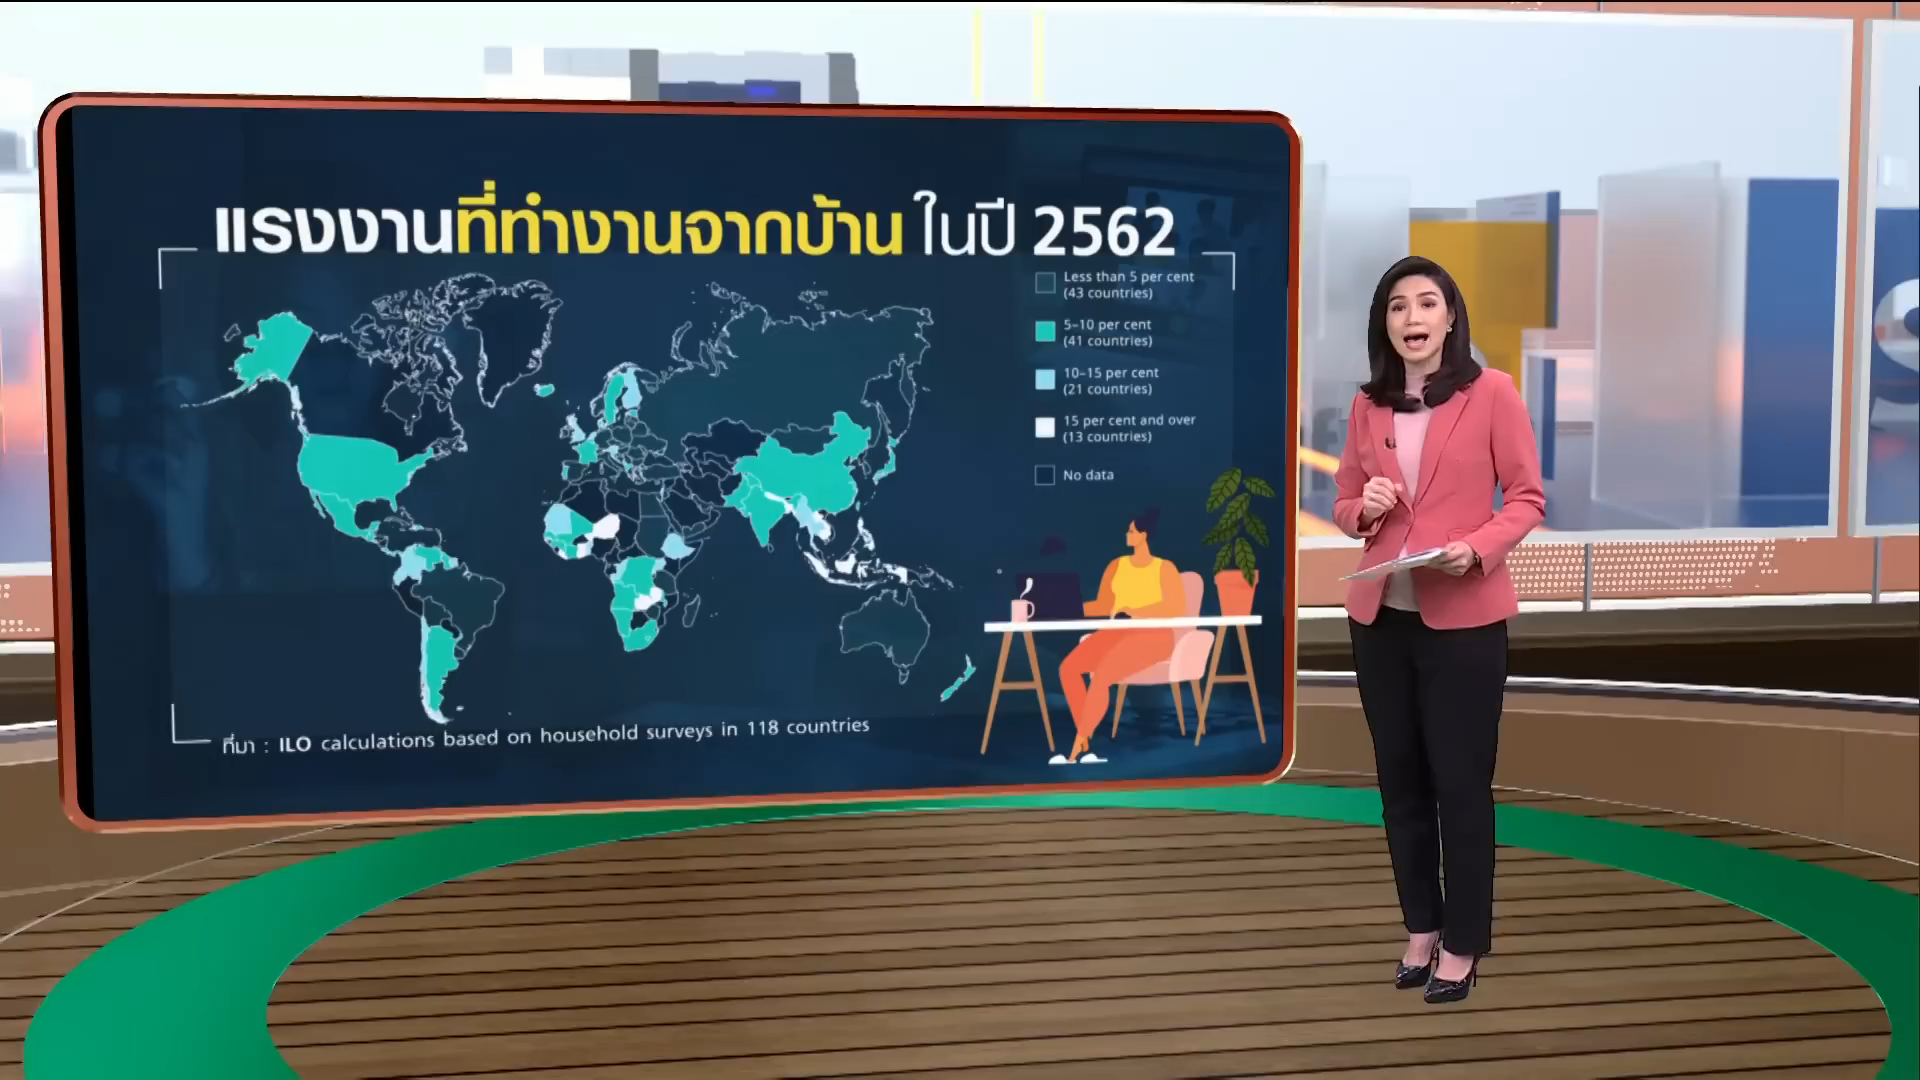 แรงงานที่ทำงานจากบ้าน ในปี 2562
Less than 5 per cent
(43 countries)
5–10 per cent
(41 countries)
10–15 per cent
(21 countries)
15 per cent and over
(13 countries)
No data
ที่มา : ILO calculations based on household surveys in 118 countries